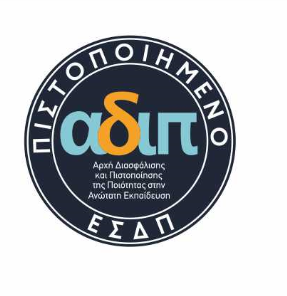 ΠΙΣΤΟΠΟΙΗΜΕΝΟ
αδιπ
Αρχή Διασφάλισης
και Πιστοποίησης
της Ποιότητας στην
Ανώτατη Εκπαίδευση
ΕΣΔΠ